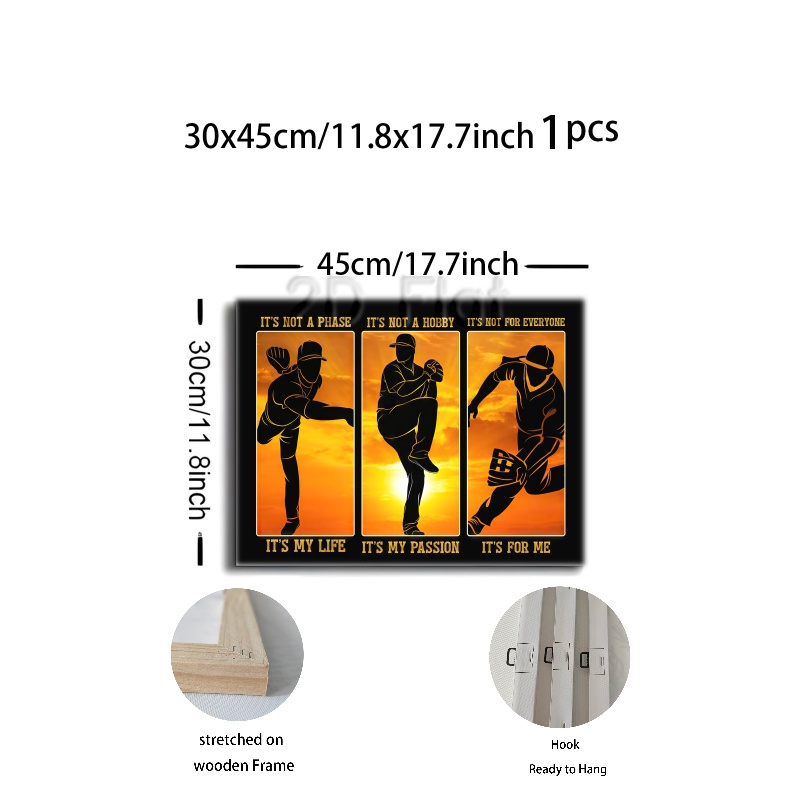 30x45cm/11.8x17.7inch 1pcs
45cm/17.7inch
2D Flat
30cm/11.8inch
IT'S NOT A PHASE
IT'S NOT A HOBBY
IT'S NOT FOR EVERYONE
IT'S MY LIFE
IT'S MY PASSION
IT'S FOR ME
stretched on
wooden Frame
Hook
Ready to Hang